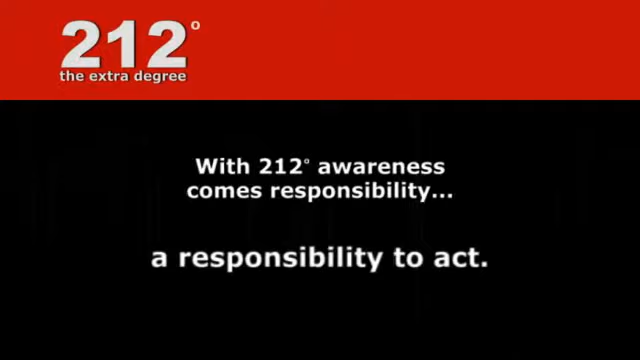 212°
the extra degree
With 212° awareness
comes responsibility...
a responsibility to act.